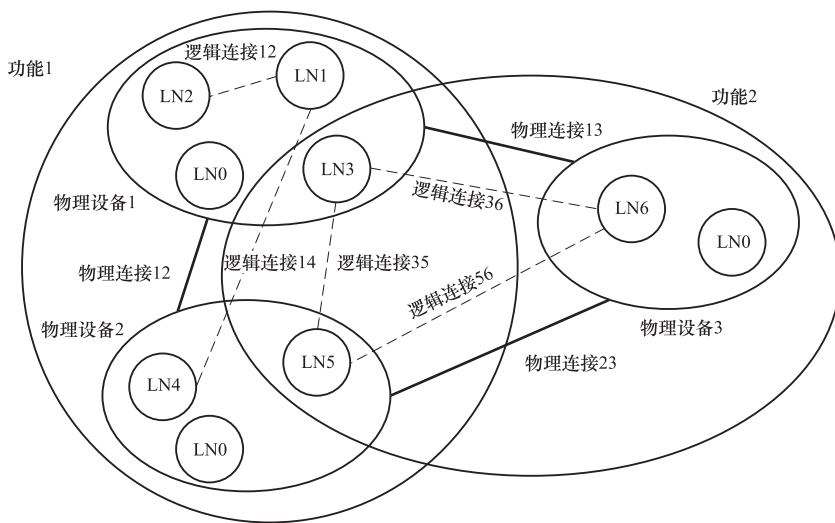 功能1
逻辑连接12
LN1
LN2
功能2
物理连接13
LN3
LN0
逻辑连接36
LN6
物理设备1
LN0
物理连接12
逻辑连接14
逻辑连接35
逻辑连接56
物理设备2
物理设备3
LN5
物理连接23
LN4
LN0